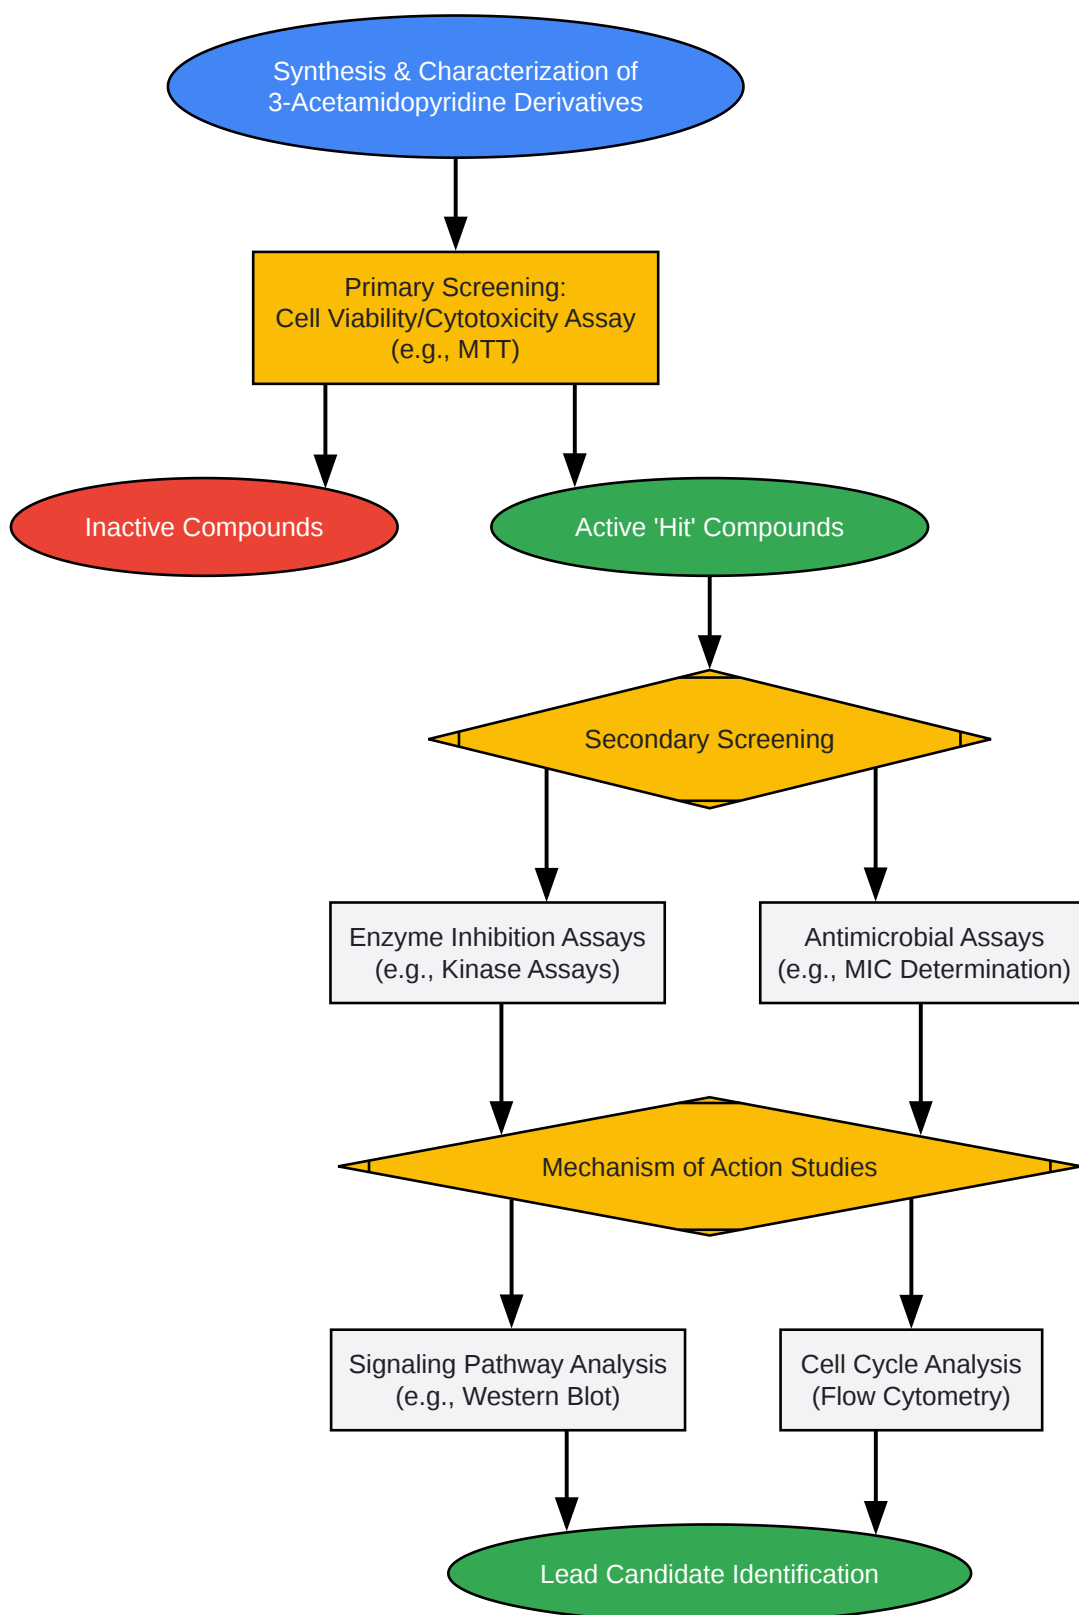 Synthesis & Characterization of
3-Acetamidopyridine Derivatives
Primary Screening:
Cell Viability/Cytotoxicity Assay
(e.g., MTT)
Inactive Compounds
Active 'Hit' Compounds
Secondary Screening
Enzyme Inhibition Assays
(e.g., Kinase Assays)
Antimicrobial Assays
(e.g., MIC Determination)
Mechanism of Action Studies
Signaling Pathway Analysis
(e.g., Western Blot)
Cell Cycle Analysis
(Flow Cytometry)
Lead Candidate Identification